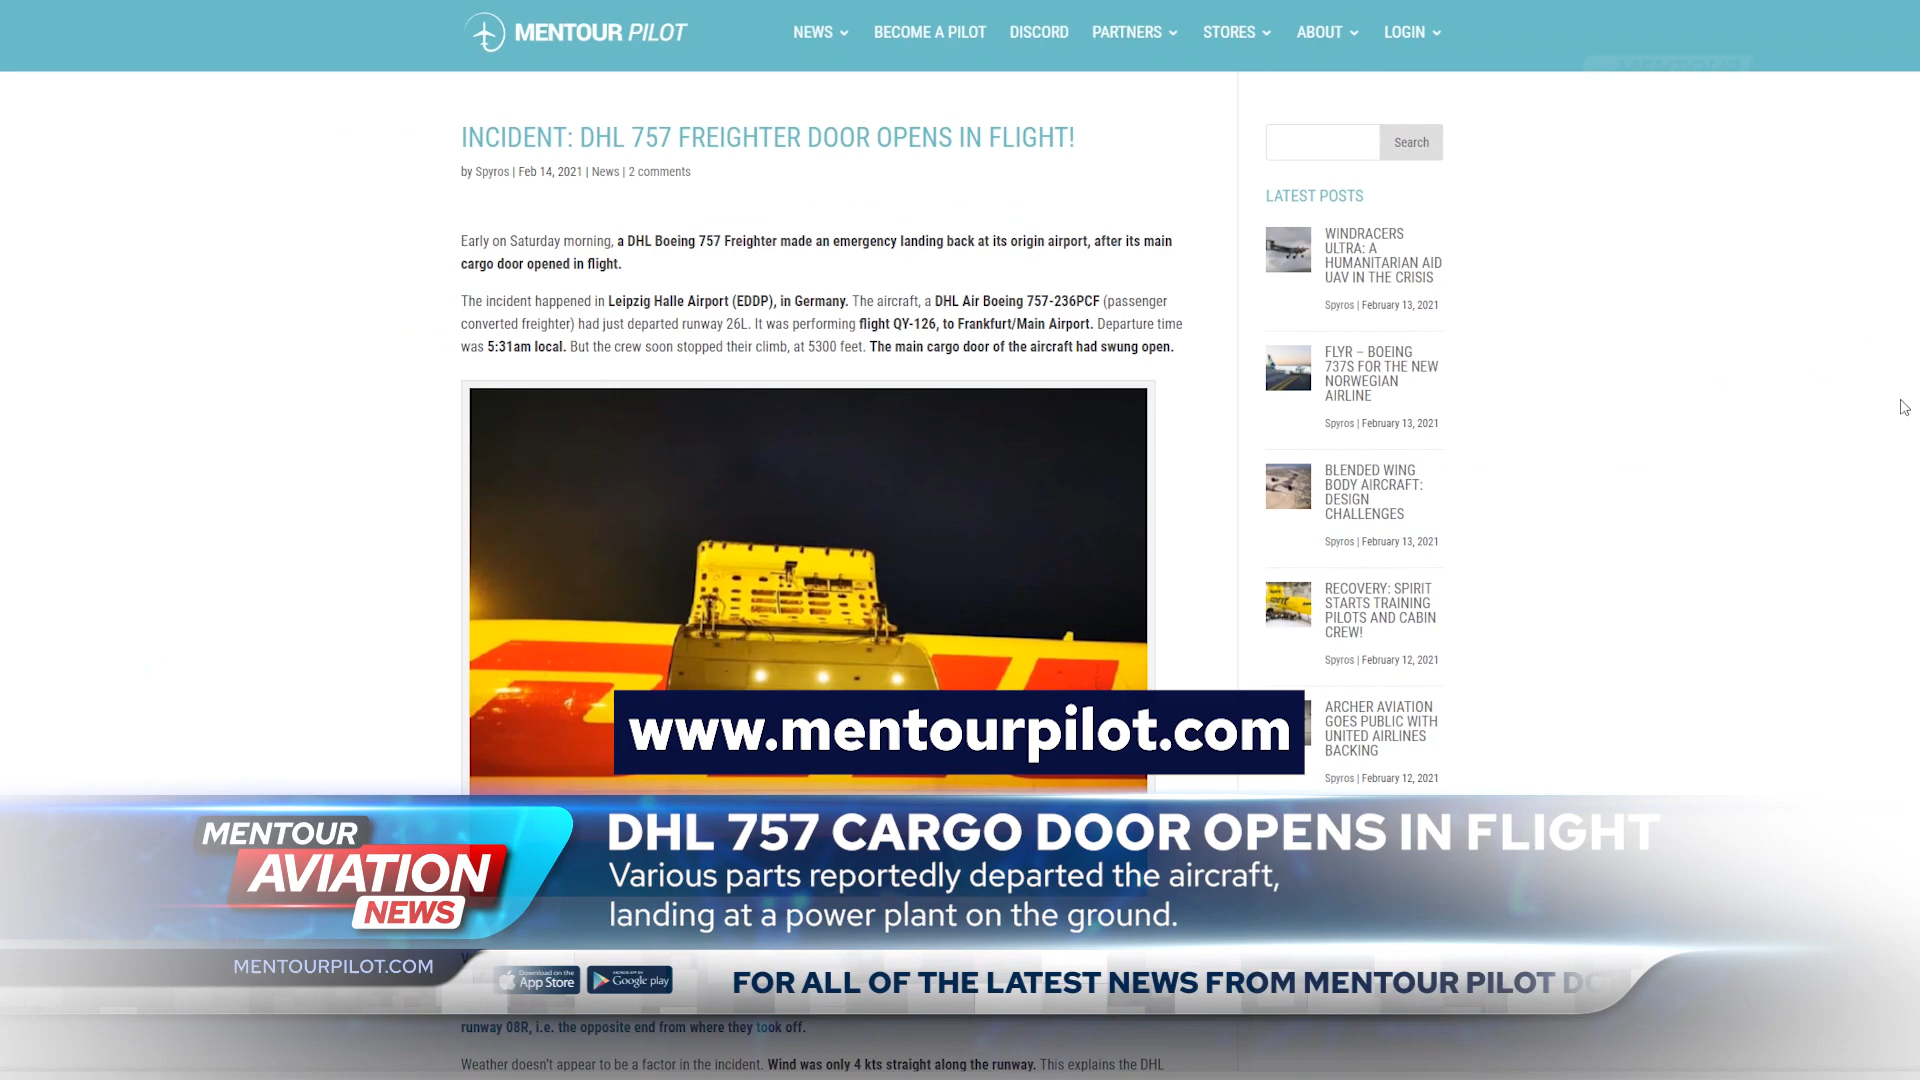 MENTOUR PILOT
NEWS
BECOME A PILOT
DISCORD
PARTNERS
STORES
ABOUT
LOGIN
INCIDENT: DHL 757 FREIGHTER DOOR OPENS IN FLIGHT!
by Spyros | Feb 14, 2021 | News | 2 comments
Early on Saturday morning, a DHL Boeing 757 Freighter made an emergency landing back at its origin airport, after its main
cargo door opened in flight.
The incident happened in Leipzig Halle Airport (EDDP), in Germany. The aircraft, a DHL Air Boeing 757-236PCF (passenger
converted freighter) had just departed runway 26L. It was performing flight QY-126, to Frankfurt/Main Airport. Departure time
was 5:31am local. But the crew soon stopped their climb, at 5300 feet. The main cargo door of the aircraft had swung open.
Search
LATEST POSTS
WINDRACERS
ULTRA: A
HUMANITARIAN AID
UAV IN THE CRISIS
Spyros | February 13, 2021
FLYR – BOEING
737S FOR THE NEW
NORWEGIAN
AIRLINE
Spyros | February 13, 2021
BLENDED WING
BODY AIRCRAFT:
DESIGN
CHALLENGES
Spyros | February 13, 2021
RECOVERY: SPIRIT
STARTS TRAINING
PILOTS AND CABIN
CREW!
Spyros | February 12, 2021
ARCHER AVIATION
GOES PUBLIC WITH
UNITED AIRLINES
BACKING
Spyros | February 12, 2021
www.mentourpilot.com
MENTOUR
AVIATION
NEWS
DHL 757 CARGO DOOR OPENS IN FLIGHT
Various parts reportedly departed the aircraft,
landing at a power plant on the ground.
MENTOURPILOT.COM
Download on the
App Store
ANDROID APP ON
Google play
FOR ALL OF THE LATEST NEWS FROM MENTOUR PILOT DO
runway 08R, i.e. the opposite end from where they took off.
Weather doesn't appear to be a factor in the incident. Wind was only 4 kts straight along the runway. This explains the DHL